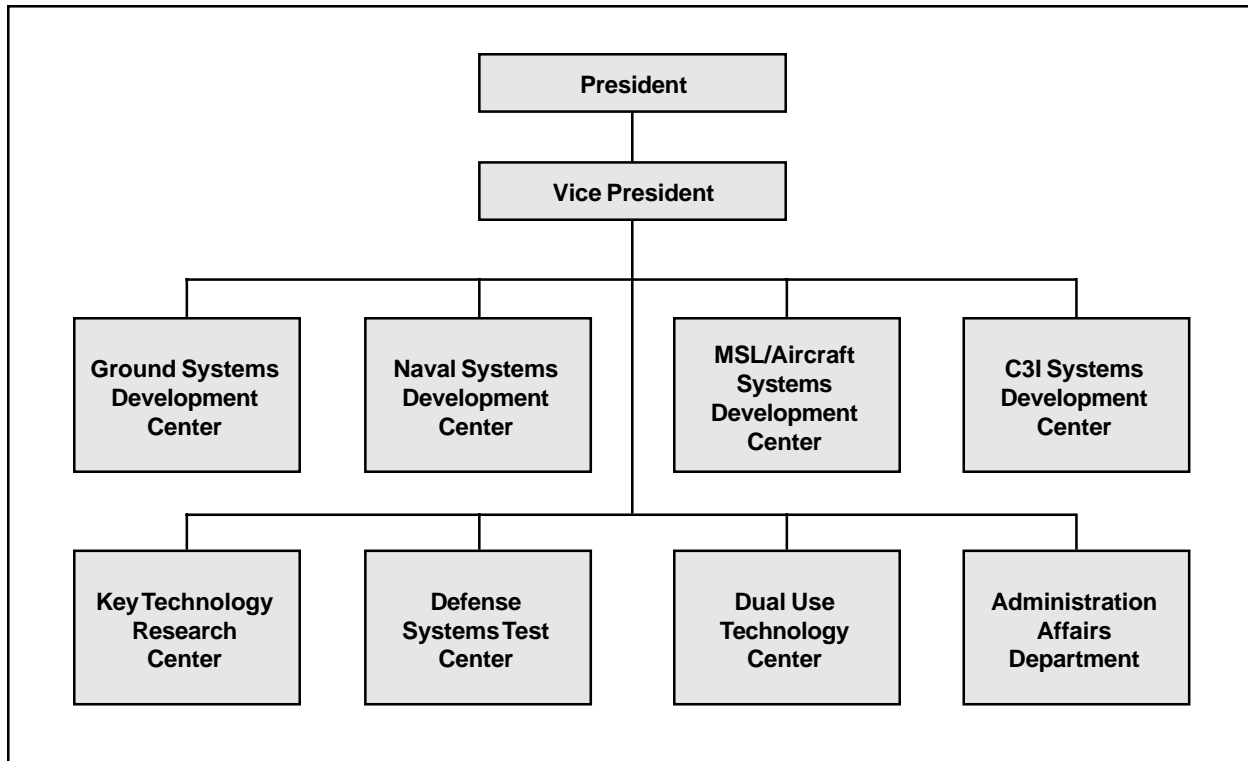 President
Vice President
Ground Systems
Development
Center
Naval Systems
Development
Center
MSL/Aircraft
Systems
Development
Center
C3I Systems
Development
Center
Key Technology
Research
Center
Defense
Systems Test
Center
Dual Use
Technology
Center
Administration
Affairs
Department